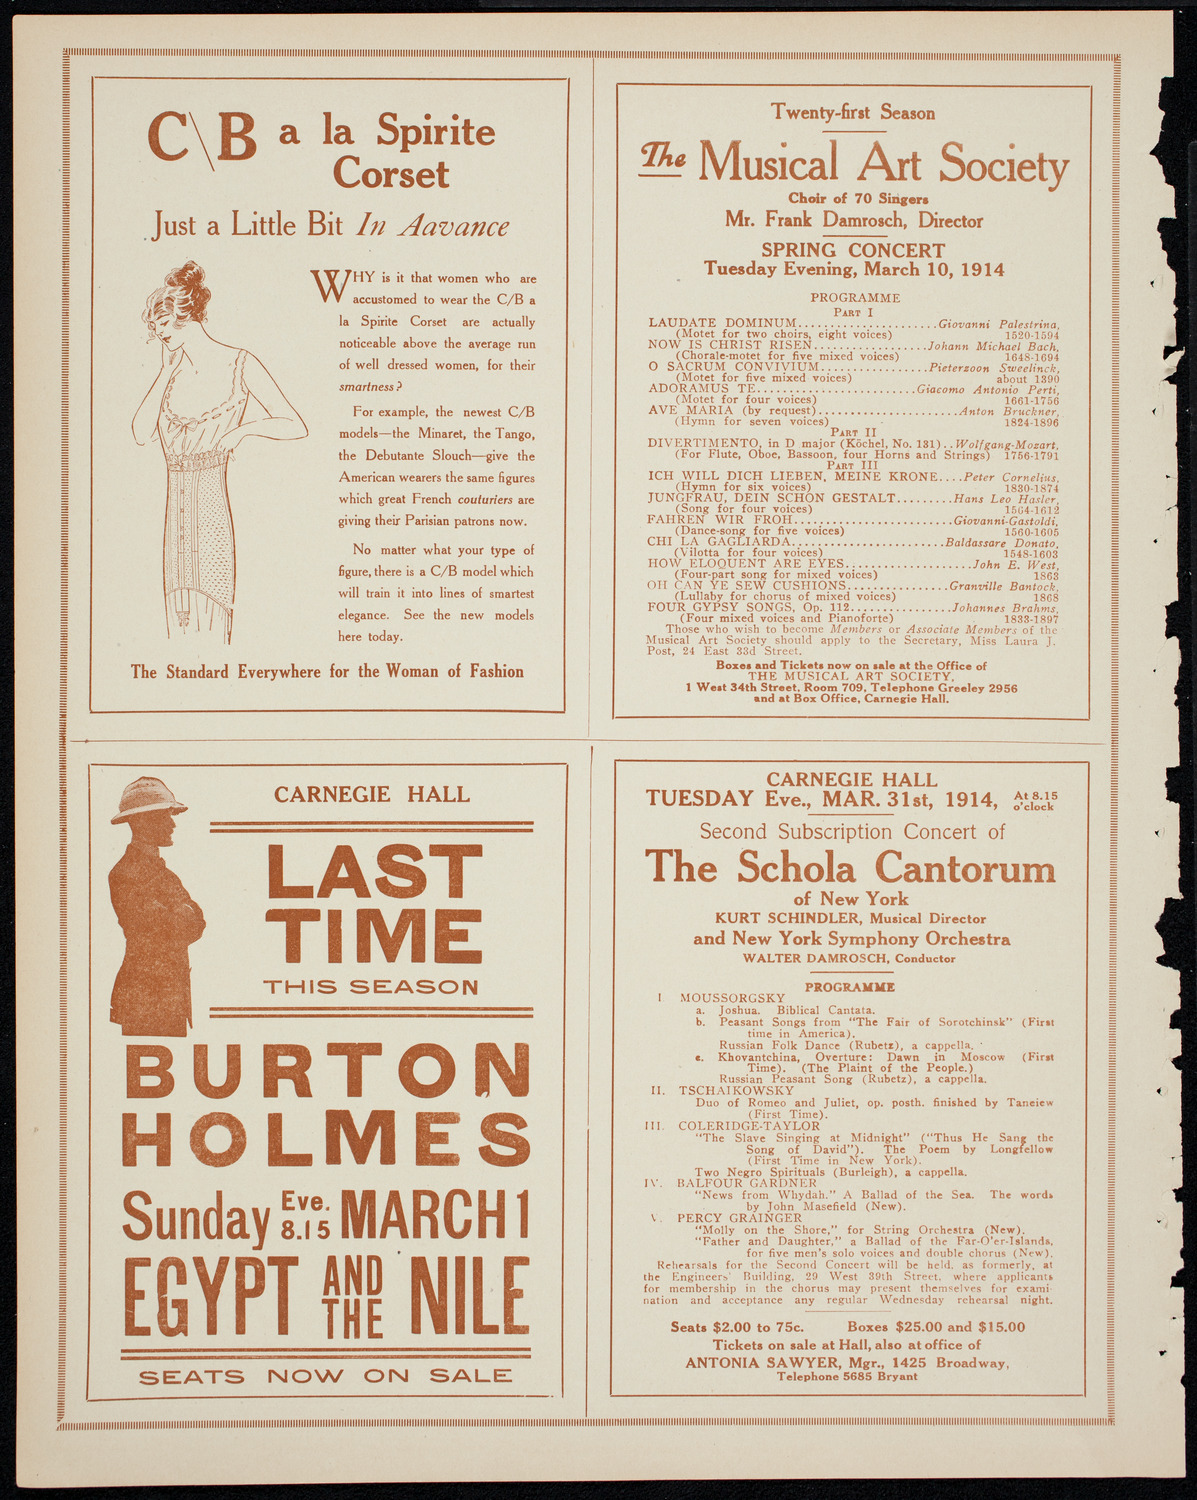 C\B a la Spirite
Corset
Just a Little Bit In Aavance
WHY is it that women who are
accustomed to wear the C/B a
la Spirite Corset are actually
noticeable above the average run
of well dressed women, for their
smartness?
For example, the newest C/B
models—the Minaret, the Tango,
the Debutante Slouch—give the
American wearers the same figures
which great French couturiers are
giving their Parisian patrons now.
No matter what your type of
figure, there is a C/B model which
will train it into lines of smartest
elegance. See the new models
here today.
The Standard Everywhere for the Woman of Fashion
Twenty-first Season
The Musical Art Society
Choir of 70 Singers
Mr. Frank Damrosch, Director
SPRING CONCERT
Tuesday Evening, March 10, 1914
PROGRAMME
PART I
LAUDATE DOMINUM......................Giovanni Palestrina,
(Motet for two choirs, eight voices) 1520-1594
NOW IS CHRIST RISEN.................Johann Michael Bach,
(Chorale-motet for five mixed voices) 1648-1694
O SACRUM CONVIVIUM.................Pieterzoon Sweelinck,
(Motet for five mixed voices) about 1390
ADORAMUS TE.........................Giacomo Antonio Perti,
(Motet for four voices) 1661-1756
AVE MARIA (by request)......................Anton Bruckner,
(Hymn for seven voices) 1824-1896
PART II
DIVERTIMENTO, in D major (Köchel, No. 131)..Wolfgang-Mozart,
(For Flute, Oboe, Bassoon, four Horns and Strings) 1756-1791
PART III
ICH WILL DICH LIEBEN, MEINE KRONE....Peter Cornelius,
(Hymn for six voices) 1830-1874
JUNGFRAU, DEIN SCHON GESTALT.........Hans Leo Hasler,
(Song for four voices) 1564-1612
FAHREN WIR FROH.........................Giovanni-Gastoldi,
(Dance-song for five voices) 1560-1605
CHI LA GAGLIARDA........................Baldassare Donato,
(Vilotta for four voices) 1548-1603
HOW ELOQUENT ARE EYES....................John E. West,
(Four-part song for mixed voices) 1863
OH CAN YE SEW CUSHIONS................Granville Bantock,
(Lullaby for chorus of mixed voices) 1868
FOUR GYPSY SONGS, Op. 112................Johannes Brahms,
(Four mixed voices and Pianoforte) 1833-1897
Those who wish to become Members or Associate Members of the
Musical Art Society should apply to the Secretary, Miss Laura J.
Post, 24 East 33d Street.
Boxes and Tickets now on sale at the Office of
THE MUSICAL ART SOCIETY,
1 West 34th Street, Room 709, Telephone Greeley 2956
and at Box Office, Carnegie Hall.
CARNEGIE HALL
LAST
TIME
THIS SEASON
BURTON
HOLMES
Sunday Eve. 8.15 MARCH 1
EGYPT AND THE NILE
SEATS NOW ON SALE
CARNEGIE HALL
TUESDAY Eve., MAR. 31st, 1914, At 8.15 o'clock
Second Subscription Concert of
The Schola Cantorum
of New York
KURT SCHINDLER, Musical Director
and New York Symphony Orchestra
WALTER DAMROSCH, Conductor
PROGRAMME
I MOUSSORGSKY
a. Joshua. Biblical Cantata.
b. Peasant Songs from "The Fair of Sorotchinsk" (First
time in America).
Russian Folk Dance (Rubetz), a cappella.
c. Khovantchina, Overture: Dawn in Moscow (First
Time). (The Plaint of the People.)
Russian Peasant Song (Rubetz), a cappella.
II. TSCHAIKOWSKY
Duo of Romeo and Juliet, op. posth. finished by Taneiew
(First Time).
III. COLERIDGE-TAYLOR
"The Slave Singing at Midnight" ("Thus He Sang the
Song of David"). The Poem by Longfellow
(First Time in New York).
Two Negro Spirituals (Burleigh), a cappella.
IV. BALFOUR GARDNER
"News from Whydah." A Ballad of the Sea. The words
by John Masefield (New).
V. PERCY GRAINGER
"Molly on the Shore," for String Orchestra (New).
"Father and Daughter," a Ballad of the Far-O'er-Islands,
for five men's solo voices and double chorus (New).
Rehearsals for the Second Concert will be held, as formerly, at
the Engineers' Building, 29 West 39th Street, where applicants
for membership in the chorus may present themselves for exami-
nation and acceptance any regular Wednesday rehearsal night.
Seats $2.00 to 75c. Boxes $25.00 and $15.00
Tickets on sale at Hall, also at office of
ANTONIA SAWYER, Mgr., 1425 Broadway,
Telephone 5685 Bryant